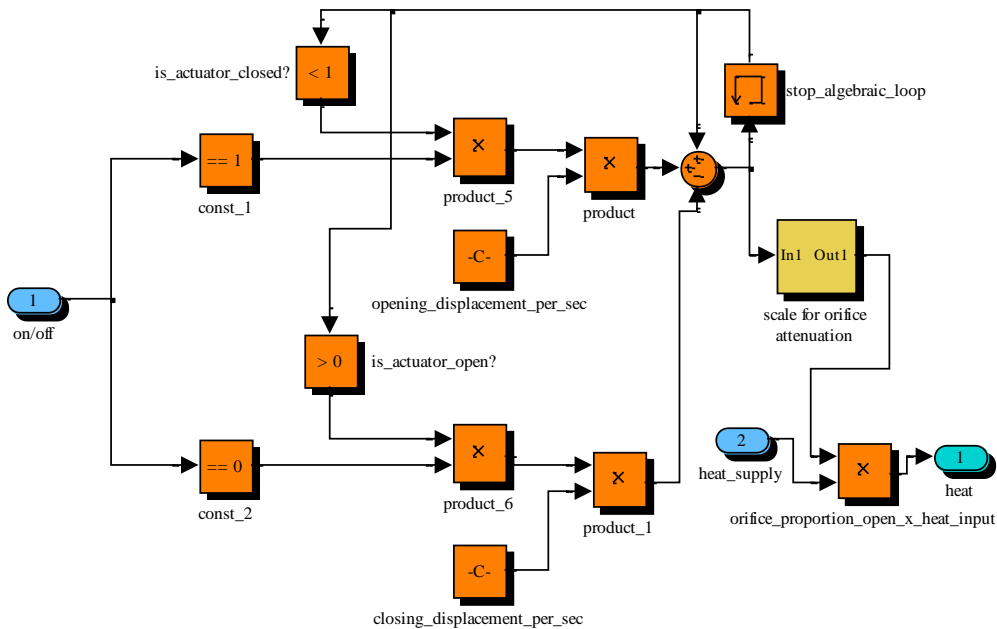 < 1
is_actuator_closed?
stop_algebraic_loop
== 1
const_1
×
product_5
×
product
+
+
−
-C-
opening_displacement_per_sec
In1 Out1
scale for orifice
attenuation
1
on/off
> 0
is_actuator_open?
== 0
const_2
×
product_6
×
product_1
2
heat_supply
×
orifice_proportion_open_x_heat_input
1
heat
-C-
closing_displacement_per_sec